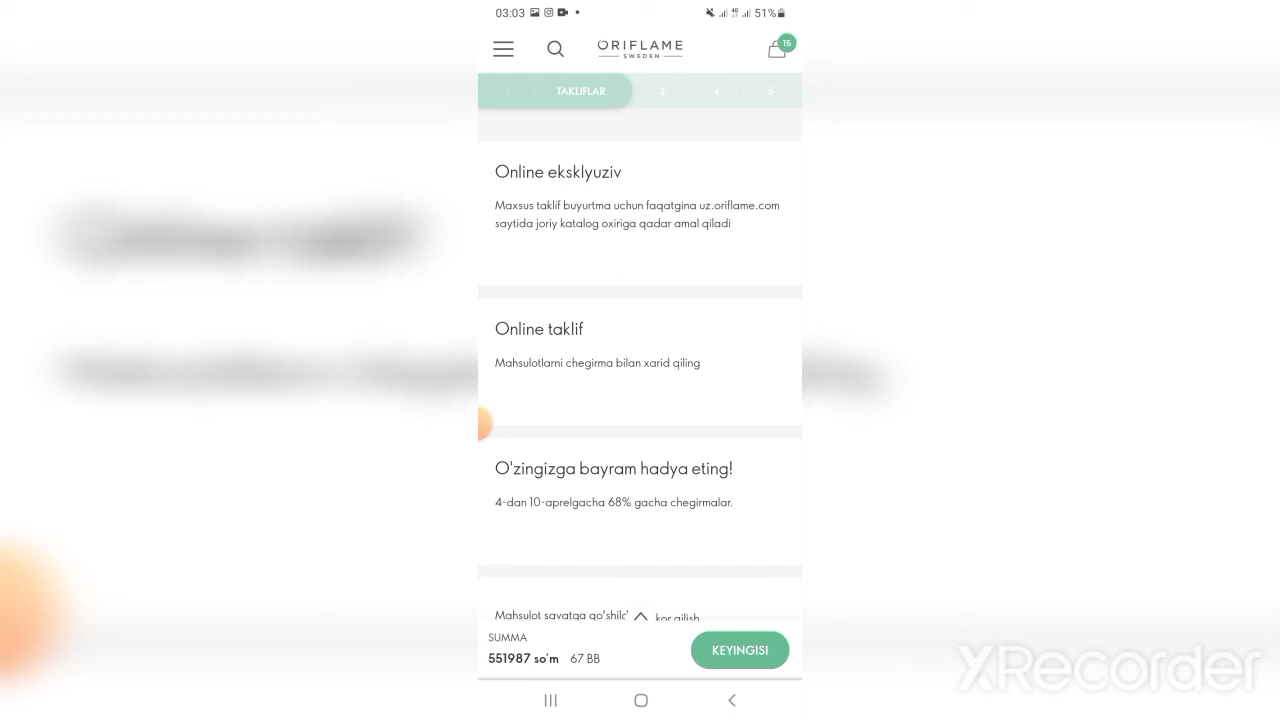 03:03 4G 51%
ORIFLAME
SWEDEN
15
TAKLIFLAR 3 4 5
Online eksklyuziv
Maxsus taklif buyurtma uchun faqatgina uz.oriflame.com
saytida joriy katalog oxiriga qadar amal qiladi
Online taklif
Mahsulotlarni chegirma bilan xarid qiling
O'zingizga bayram hadya eting!
4-dan 10-aprelgacha 68% gacha chegirmalar.
Mahsulot savatga qilish
SUMMA
551987 so'm 67 BB
KEYINGISI
XRecorder